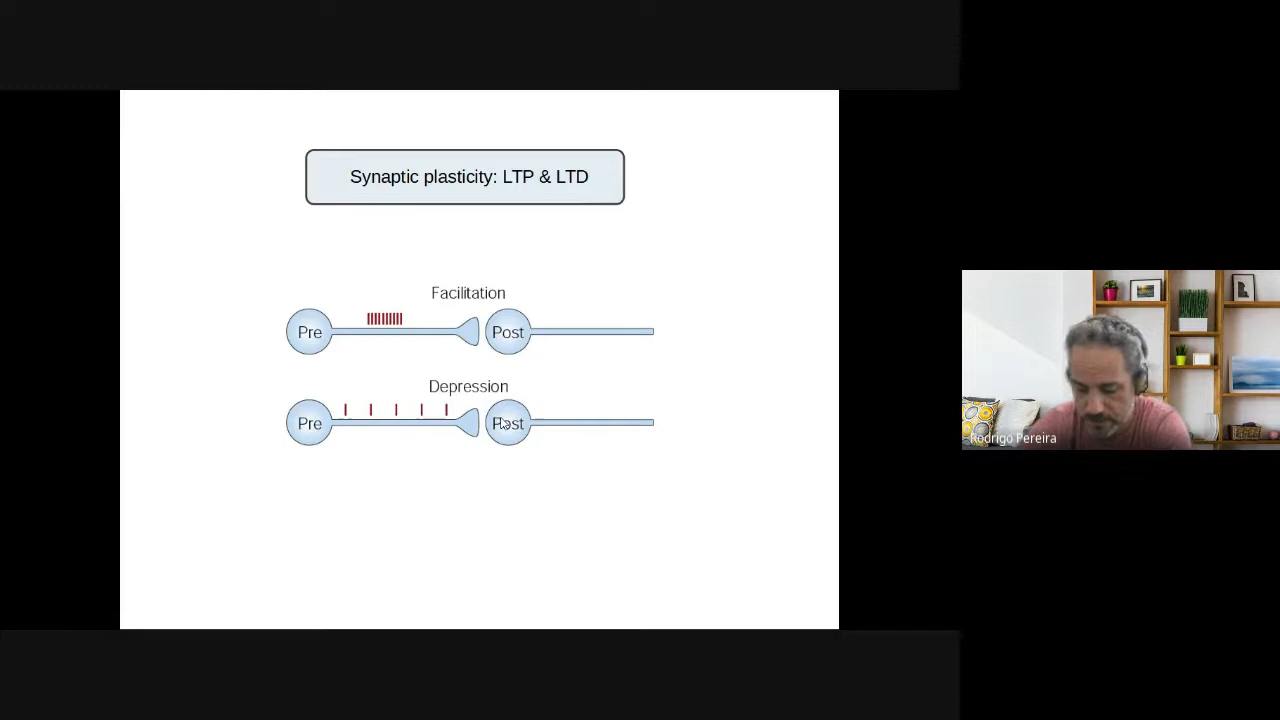 Synaptic plasticity: LTP & LTD
Facilitation
Pre
Post
Depression
Pre
Post
Rodrigo Pereira